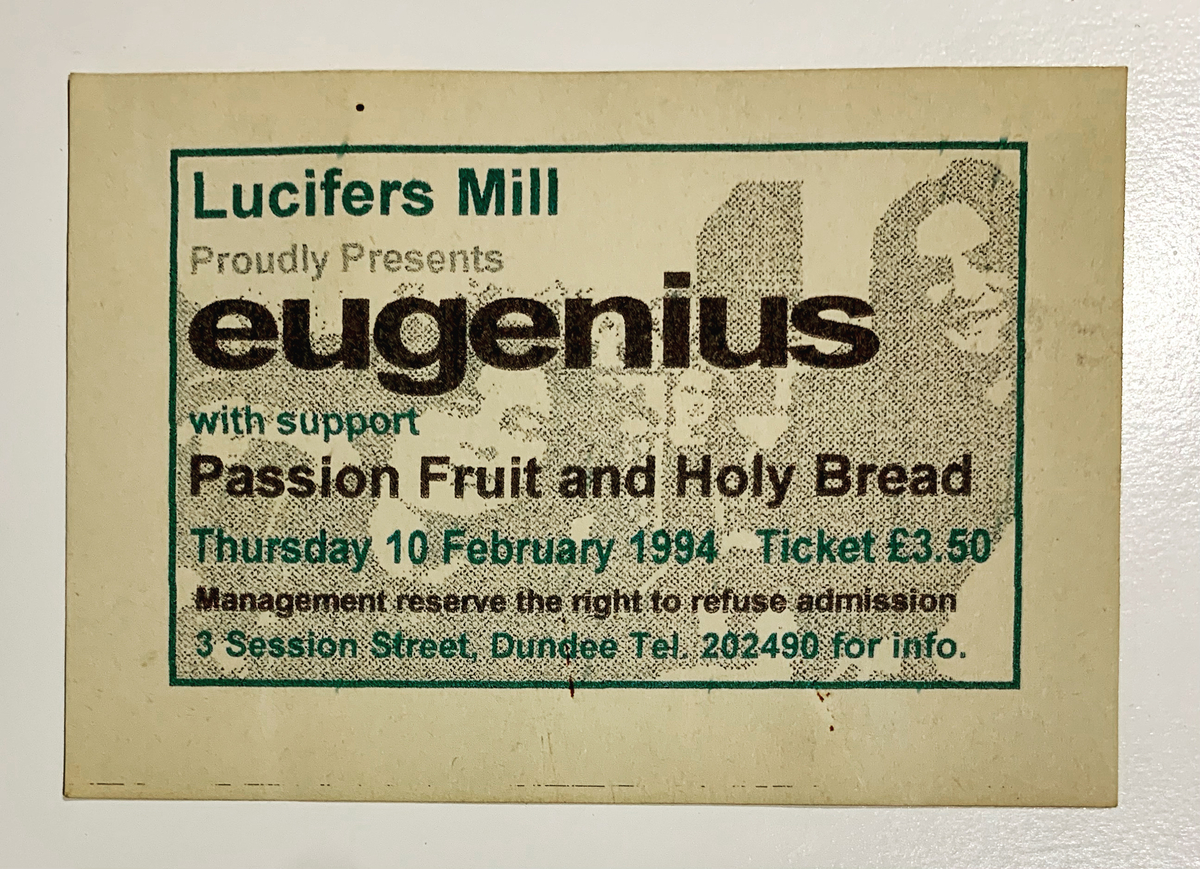 Lucifers Mill
Proudly Presents
eugenius
with support
Passion Fruit and Holy Bread
Thursday 10 February 1994 Ticket £3.50
Management reserve the right to refuse admission
3 Session Street, Dundee Tel. 202490 for info.